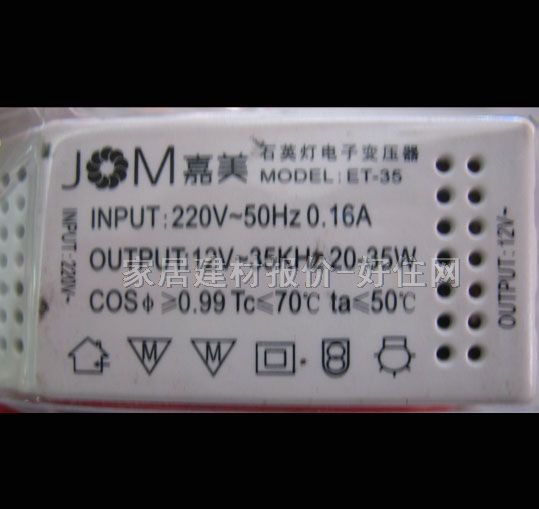 JOM 嘉美 石英灯电子变压器
MODEL: ET-35
INPUT: 220V~50Hz 0.16A
OUTPUT 12V~35KHz 20-35W
COSφ≥0.99 Tc≤70℃ ta≤50℃
INPUT: 220V~
OUTPUT: 12V~
M M
家居建材报价-好住网